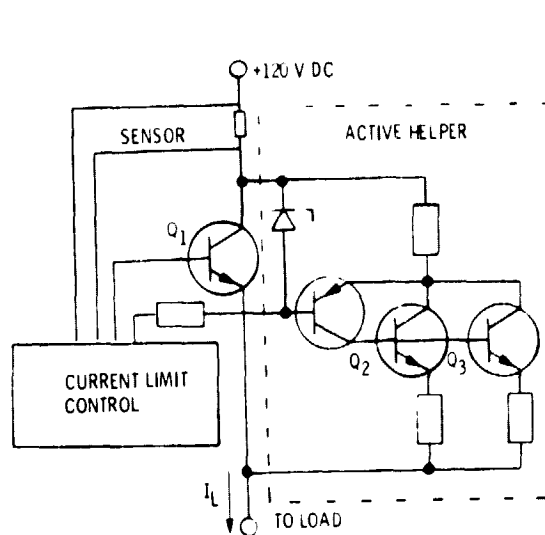 +120 V DC
SENSOR
ACTIVE HELPER
Q1
Q2
Q3
CURRENT LIMIT
CONTROL
IL
TO LOAD